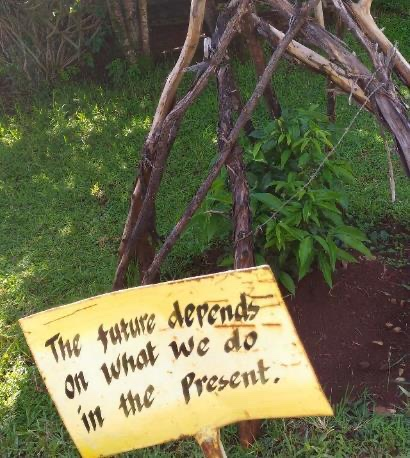 The future depends
on what we do
in the Present.